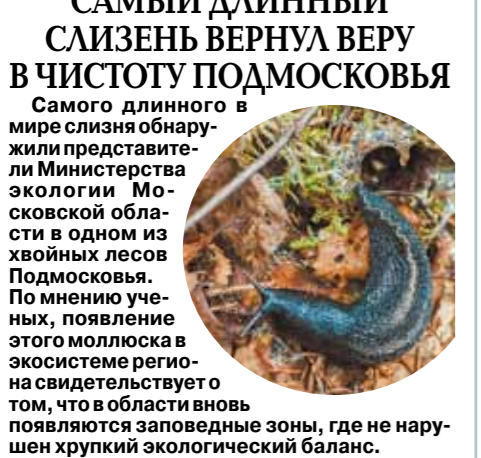 САМЫЙ ДЛИННЫЙ
СЛИЗЕНЬ ВЕРНУЛ ВЕРУ
В ЧИСТОТУ ПОДМОСКОВЬЯ
Самого длинного в
мире слизня обнару-
жили представите-
ли Министерства
экологии Мо-
сковской обла-
сти в одном из
хвойных лесов
Подмосковья.
По мнению уче-
ных, появление
этого моллюска в
экосистеме регио-
на свидетельствует о
том, что в области вновь
появляются заповедные зоны, где не нару-
шен хрупкий экологический баланс.